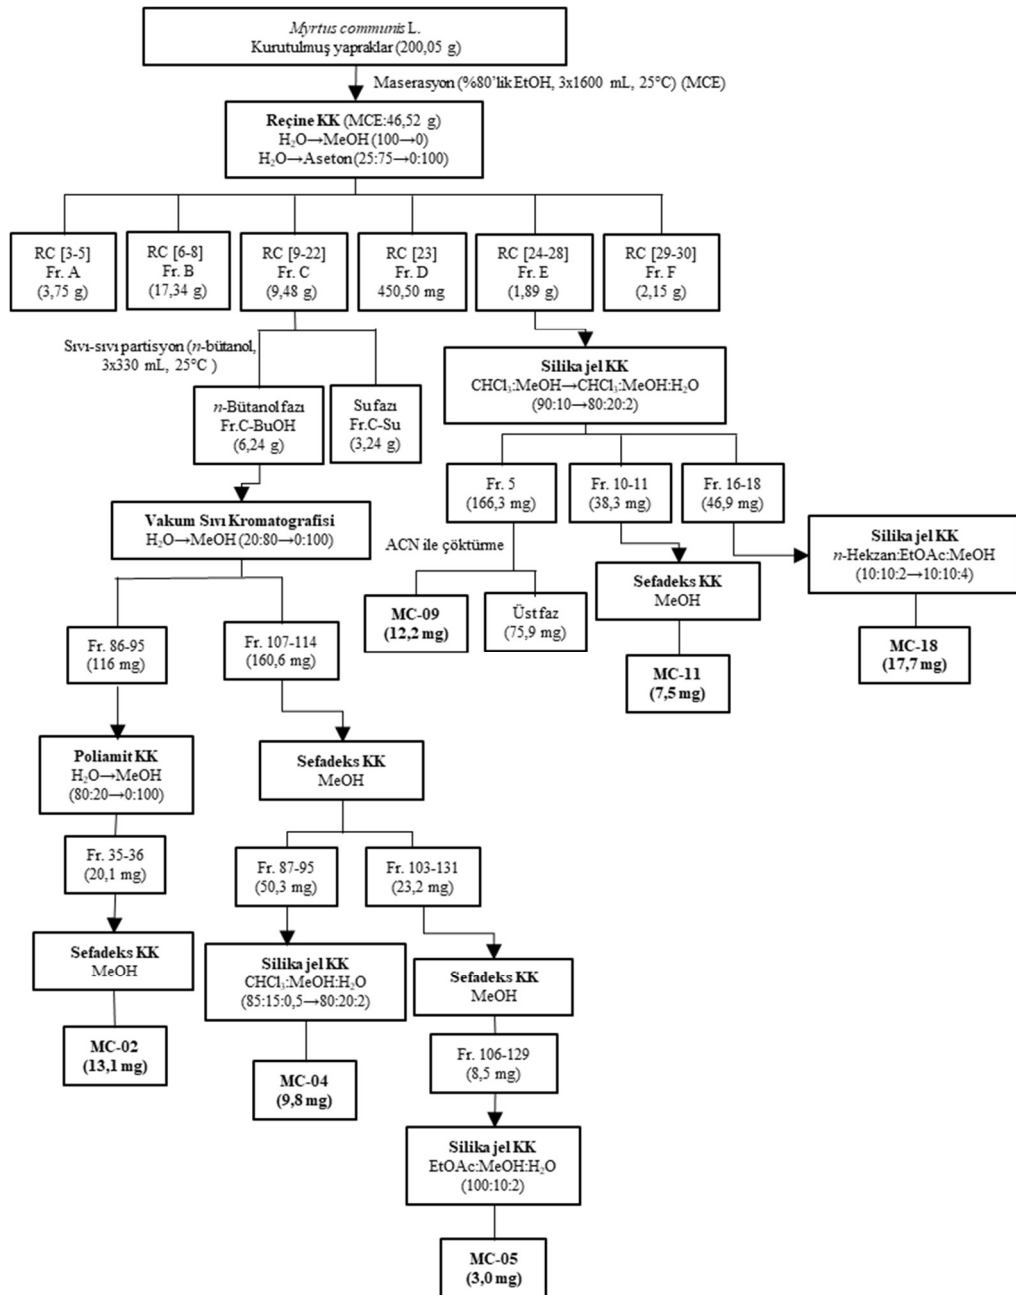 Myrtus communis L.
Kurutulmuş yapraklar (200,05 g)
Maserasyon (%80’lik EtOH, 3x1600 mL, 25°C) (MCE)
Reçine KK (MCE:46,52 g)
H₂O→MeOH (100→0)
H₂O→Aseton (25:75→0:100)
RC [3-5]
Fr. A
(3,75 g)
RC [6-8]
Fr. B
(17,34 g)
RC [9-22]
Fr. C
(9,48 g)
RC [23]
Fr. D
450,50 mg
RC [24-28]
Fr. E
(1,89 g)
RC [29-30]
Fr. F
(2,15 g)
Sıvı-sıvı partisyon (n-bütanol,
3x330 mL, 25°C )
n-Bütanol fazı
Fr.C-BuOH
(6,24 g)
Su fazı
Fr.C-Su
(3,24 g)
Silika jel KK
CHCl₃:MeOH→CHCl₃:MeOH:H₂O
(90:10→80:20:2)
Fr. 5
(166,3 mg)
Fr. 10-11
(38,3 mg)
Fr. 16-18
(46,9 mg)
Vakum Sıvı Kromatografisi
H₂O→MeOH (20:80→0:100)
ACN ile çöktürme
Silika jel KK
n-Hekzan:EtOAc:MeOH
(10:10:2→10:10:4)
Sefadeks KK
MeOH
MC-09
(12,2 mg)
Üst faz
(75,9 mg)
Fr. 86-95
(116 mg)
Fr. 107-114
(160,6 mg)
MC-11
(7,5 mg)
MC-18
(17,7 mg)
Poliamit KK
H₂O→MeOH
(80:20→0:100)
Sefadeks KK
MeOH
Fr. 35-36
(20,1 mg)
Fr. 87-95
(50,3 mg)
Fr. 103-131
(23,2 mg)
Sefadeks KK
MeOH
Silika jel KK
CHCl₃:MeOH:H₂O
(85:15:0,5→80:20:2)
Sefadeks KK
MeOH
MC-02
(13,1 mg)
MC-04
(9,8 mg)
Fr. 106-129
(8,5 mg)
Silika jel KK
EtOAc:MeOH:H₂O
(100:10:2)
MC-05
(3,0 mg)